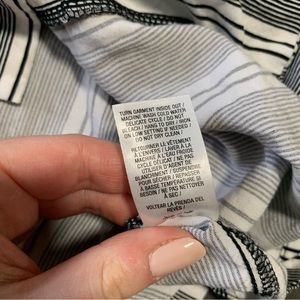 TURN GARMENT INSIDE OUT /
MACHINE WASH COLD WATER
DELICATE CYCLE / DO NOT
BLEACH / HANG TO DRY / IRON
ON LOW SETTING IF NEEDED /
DO NOT DRY CLEAN /
RETOURNER LE VÊTEMENT
À L'ENVERS / LAVER À LA
MACHINE À L'EAU FROIDE
CYCLE DÉLICAT / NE PAS
UTILISER D'AGENT DE
BLANCHIMENT / SUSPENDRE
POUR SÉCHER / REPASSER
À BASSE TEMPÉRATURE SI
BESOIN / NE PAS NETTOYER
À SEC /
VOLTEAR LA PRENDA DEL
REVÉS /